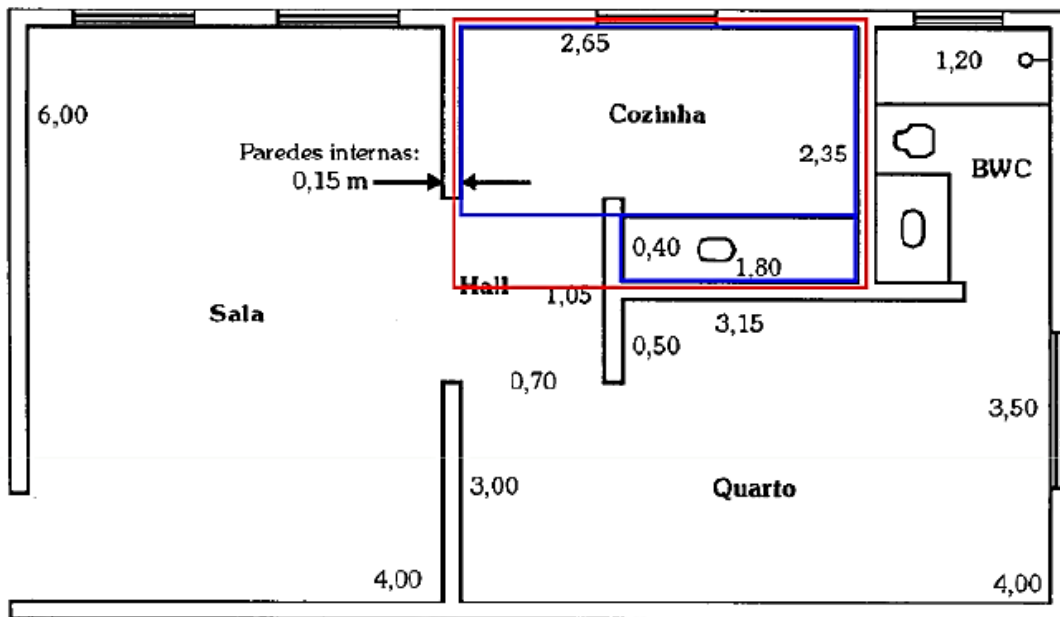 2,65
1,20
6,00
Cozinha
Paredes internas:
0,15 m
2,35
BWC
0,40
1,80
Hall
1,05
Sala
3,15
0,50
0,70
3,50
3,00
Quarto
4,00
4,00